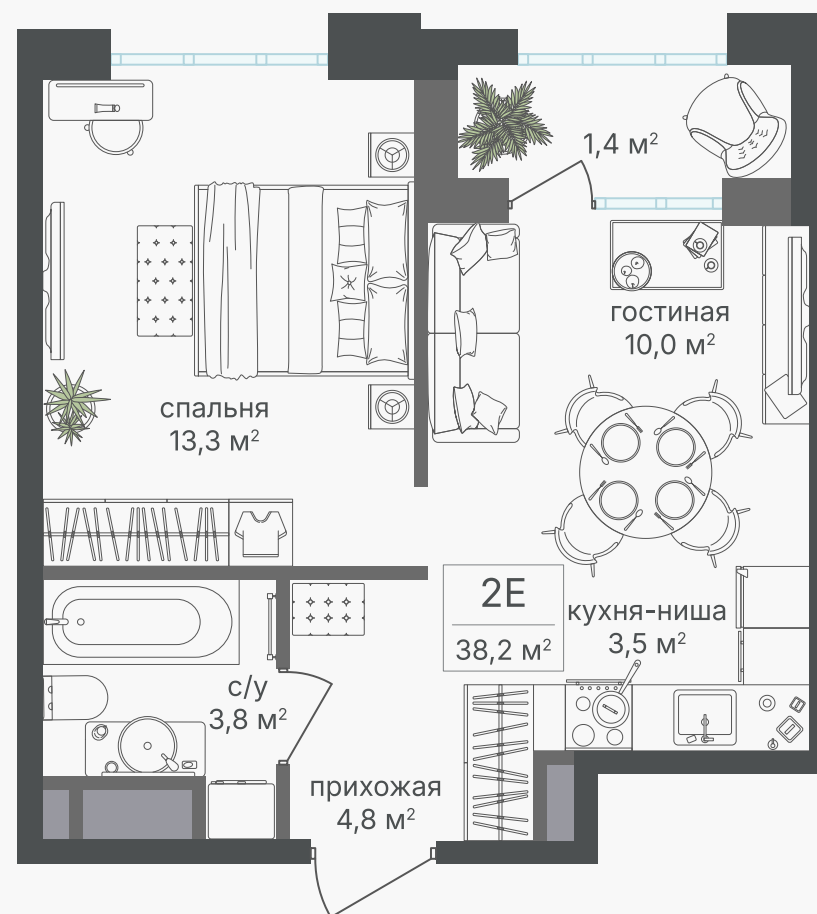 1,4 м²
гостиная
10,0 м²
спальня
13,3 м²
2Е
38,2 м²
кухня-ниша
3,5 м²
с/у
3,8 м²
прихожая
4,8 м²